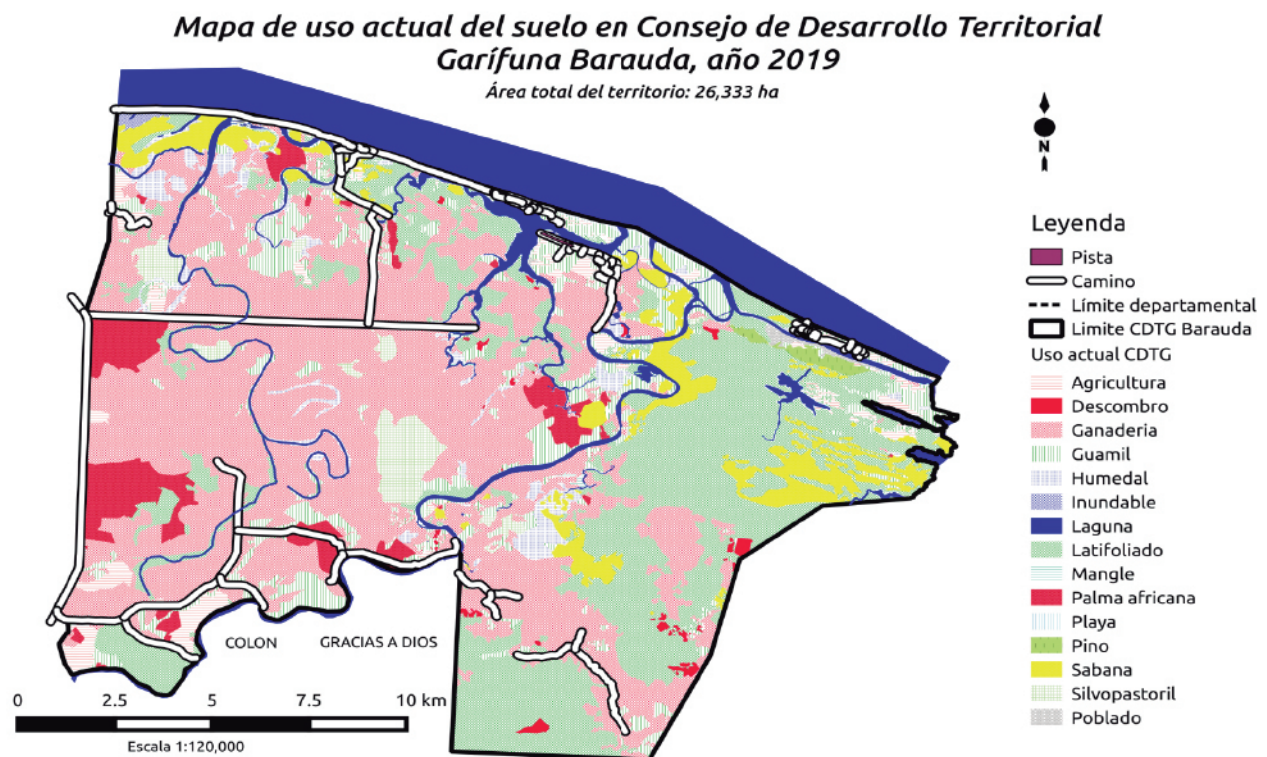 Mapa de uso actual del suelo en Consejo de Desarrollo Territorial
Garífuna Barauda, año 2019
Área total del territorio: 26,333 ha
N
Leyenda
Pista
Camino
Límite departamental
Limite CDTG Barauda
Uso actual CDTG
Agricultura
Descombro
Ganaderia
Guamil
Humedal
Inundable
Laguna
Latifoliado
Mangle
Palma africana
Playa
Pino
Sabana
Silvopastoril
Poblado
COLON
GRACIAS A DIOS
0 2.5 5 7.5 10 km
Escala 1:120,000